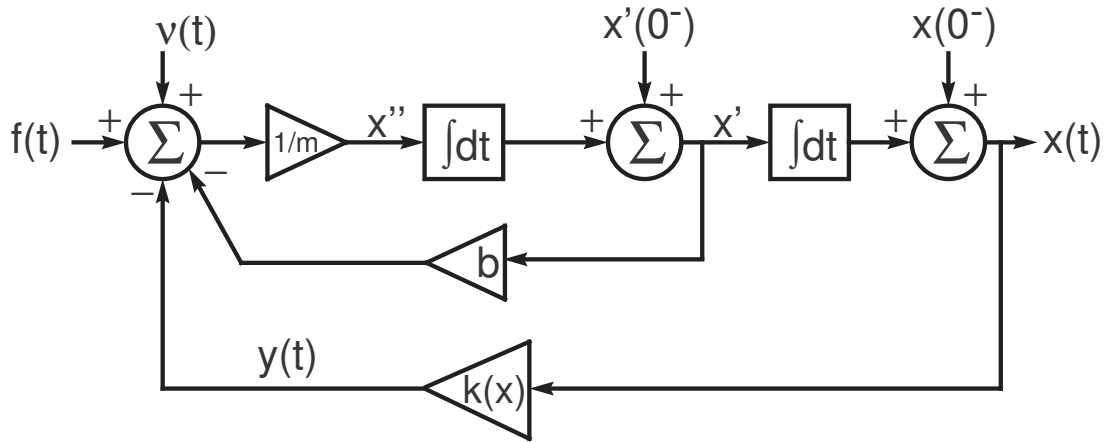 ν(t) x'(0⁻) x(0⁻)
+ + + +
f(t) + Σ 1/m x'' ∫dt + Σ x' ∫dt + Σ x(t)
− −
b
y(t) k(x)